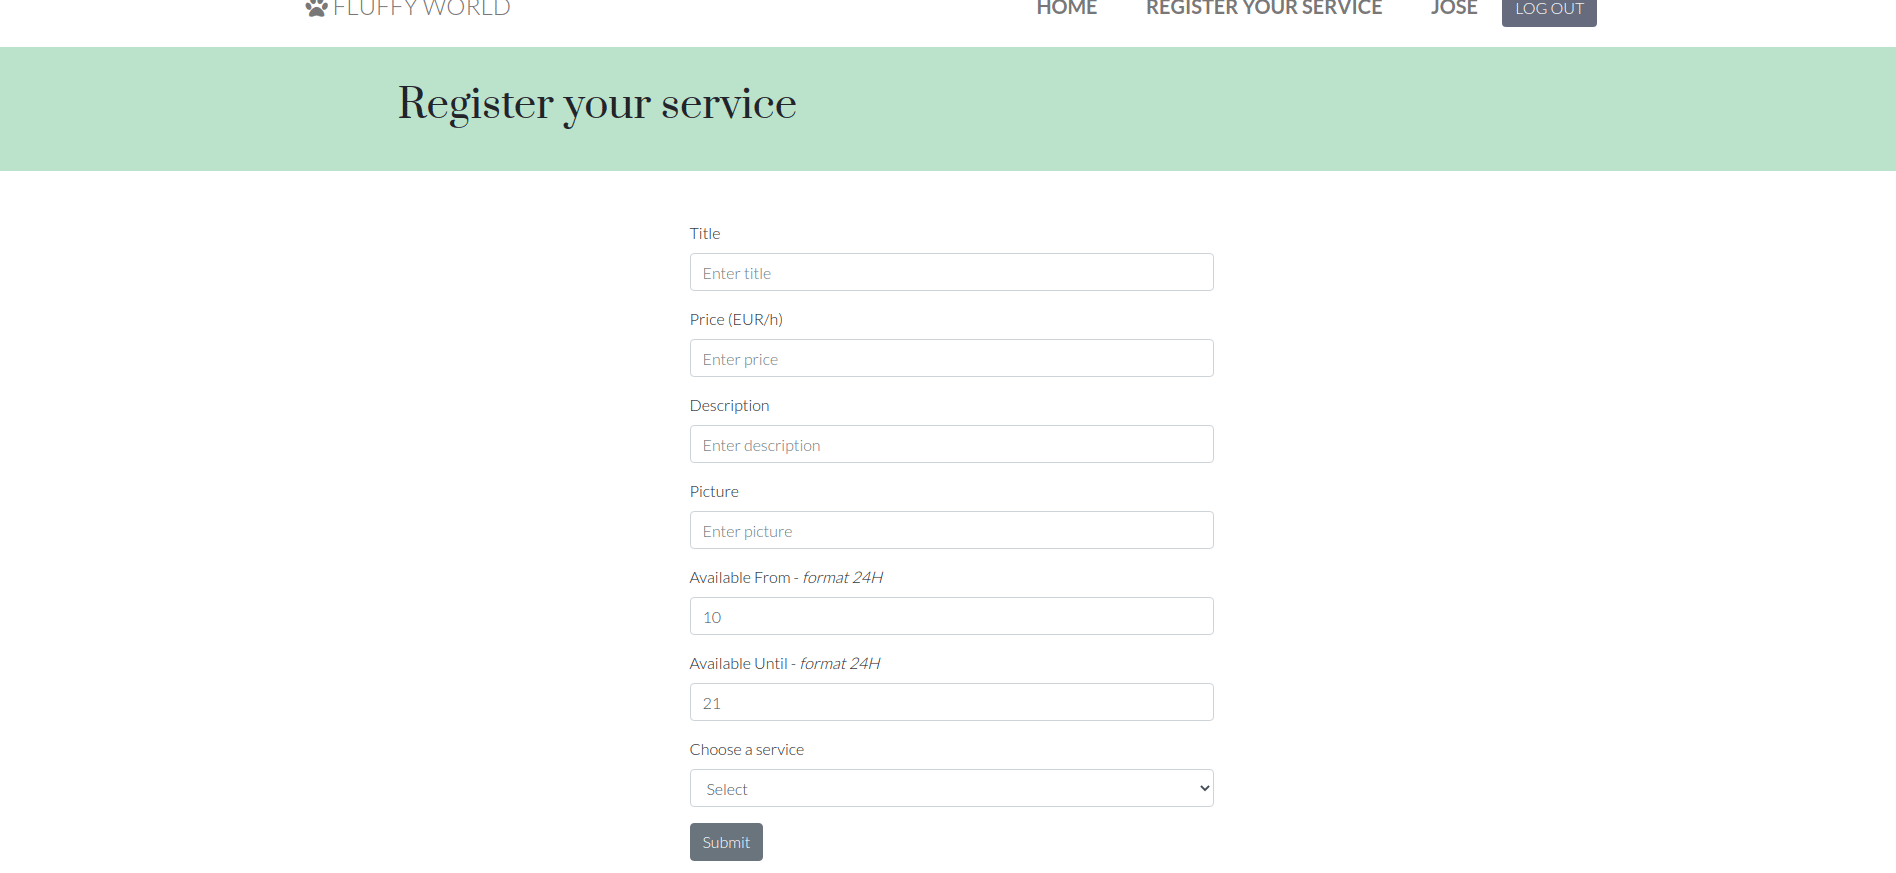 FLUFFY WORLD HOME REGISTER YOUR SERVICE JOSE LOG OUT
Register your service
Title
Enter title
Price (EUR/h)
Enter price
Description
Enter description
Picture
Enter picture
Available From - format 24H
10
Available Until - format 24H
21
Choose a service
Select
Submit